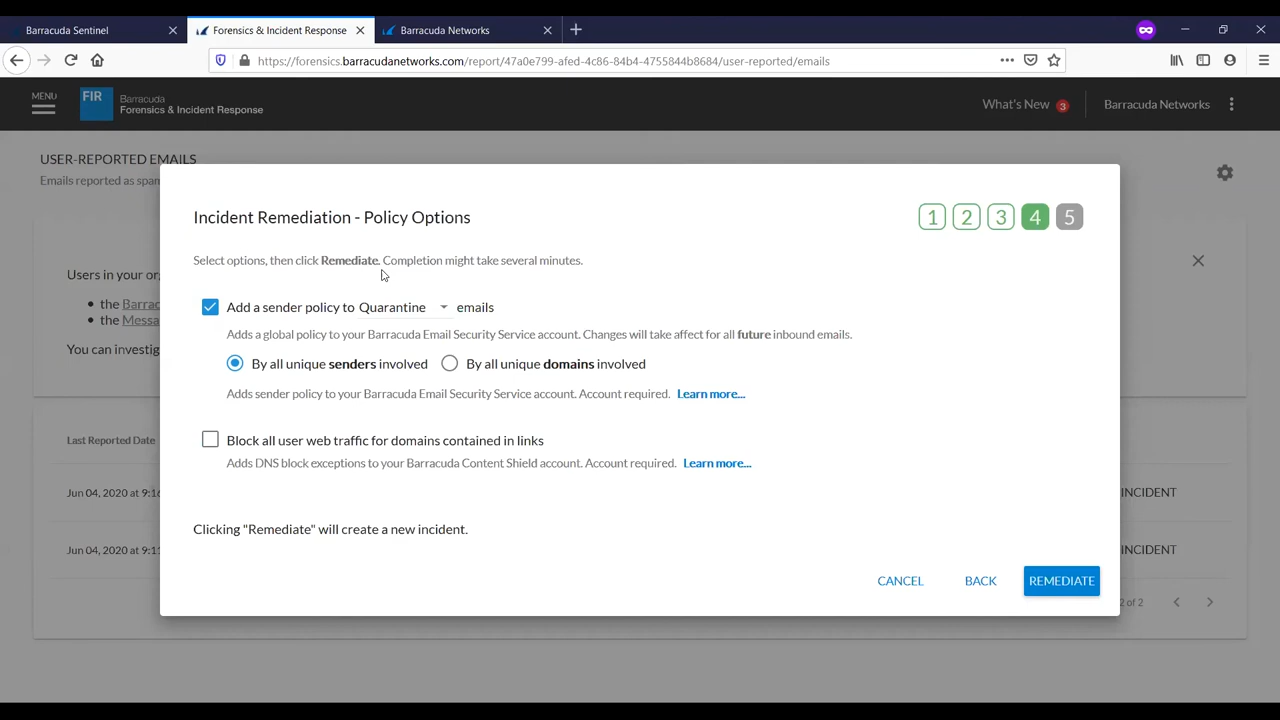 Barracuda Sentinel
Forensics & Incident Response
Barracuda Networks
https://forensics.barracudanetworks.com/report/47a0e799-afed-4c86-84b4-4755844b8684/user-reported/emails
MENU
FIR
Barracuda
Forensics & Incident Response
What's New 3
Barracuda Networks
USER-REPORTED EMAILS
Emails reported as spam
Incident Remediation - Policy Options
1 2 3 4 5
Select options, then click Remediate. Completion might take several minutes.
Users in your or
the Barrac
the Messa
You can investig
Add a sender policy to Quarantine emails
Adds a global policy to your Barracuda Email Security Service account. Changes will take affect for all future inbound emails.
By all unique senders involved By all unique domains involved
Adds sender policy to your Barracuda Email Security Service account. Account required. Learn more...
Last Reported Date
Block all user web traffic for domains contained in links
Adds DNS block exceptions to your Barracuda Content Shield account. Account required. Learn more...
Jun 04, 2020 at 9:16
INCIDENT
Clicking "Remediate" will create a new incident.
Jun 04, 2020 at 9:11
INCIDENT
CANCEL BACK REMEDIATE
2 of 2